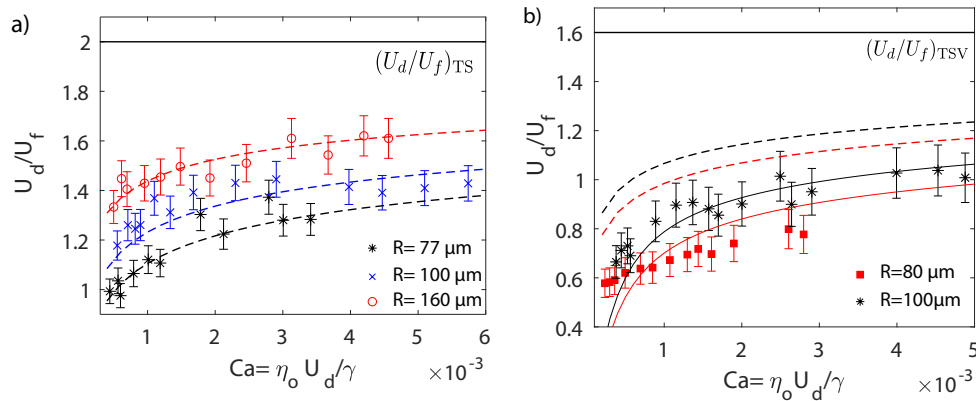 a)
2
1.8
1.6
1.4
1.2
1
U_d/U_f
(U_d/U_f)_TS
R= 77 μm
R= 100 μm
R= 160 μm
1 2 3 4 5 6
Ca= η_o U_d/γ
×10^-3
b)
1.6
1.4
1.2
1.0
0.8
0.6
0.4
U_d/U_f
(U_d/U_f)_TSV
R=80 μm
R=100μm
1 2 3 4 5
Ca= η_o U_d/γ
×10^-3